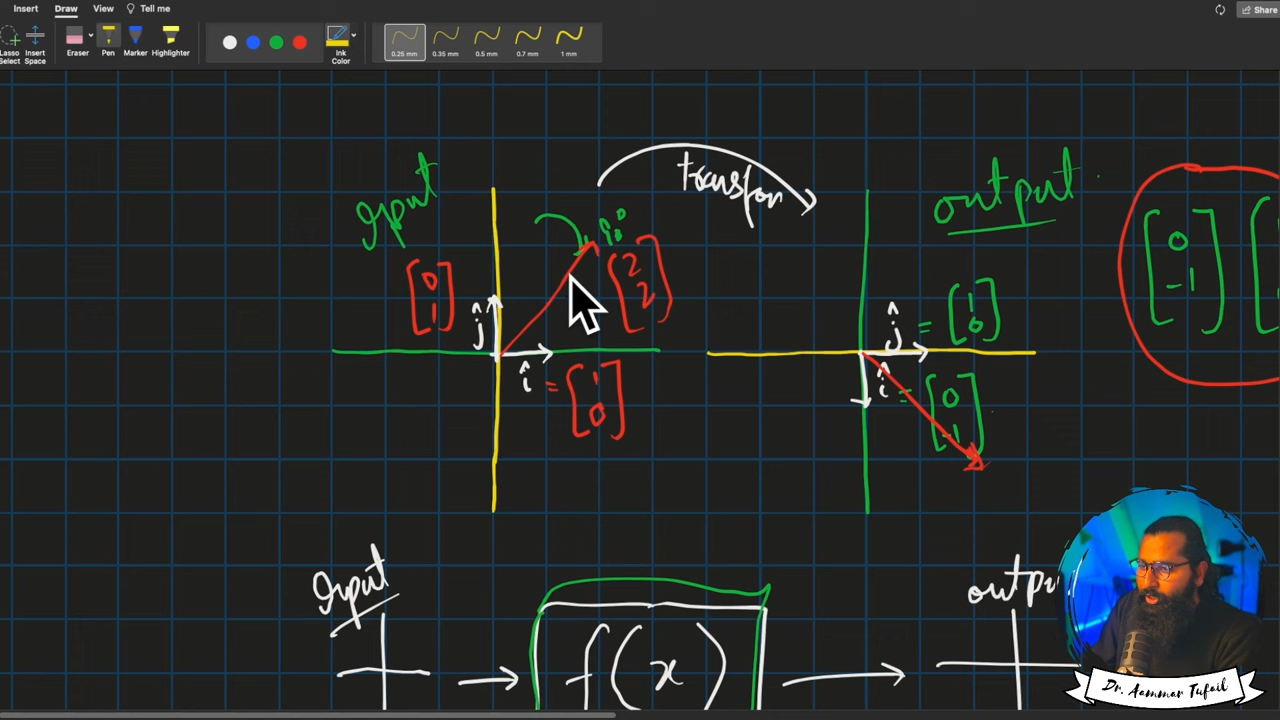 Insert Draw View Tell me
Share
Lasso Select
Insert Space
Eraser
Pen
Marker
Highlighter
Ink Color
0.25 mm
0.35 mm
0.5 mm
0.7 mm
1 mm
input
transfor
output
90°
[0 1]
[2 2]
ĵ
î = [1 0]
ĵ = [1 0]
î = [0 -1]
[0 -1] [
input
f(x)
outpu
Dr. Aammar Tufail